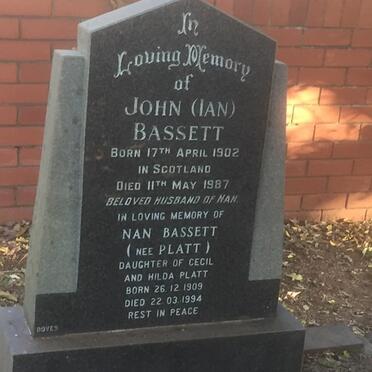 In
Loving Memory
of
JOHN (IAN)
BASSETT
BORN 17TH APRIL 1902
IN SCOTLAND
DIED 11TH MAY 1987
BELOVED HUSBAND OF NAN.
IN LOVING MEMORY OF
NAN BASSETT
(NEE PLATT)
DAUGHTER OF CECIL
AND HILDA PLATT
BORN 26.12.1909
DIED 22.03.1994
REST IN PEACE
DOVES